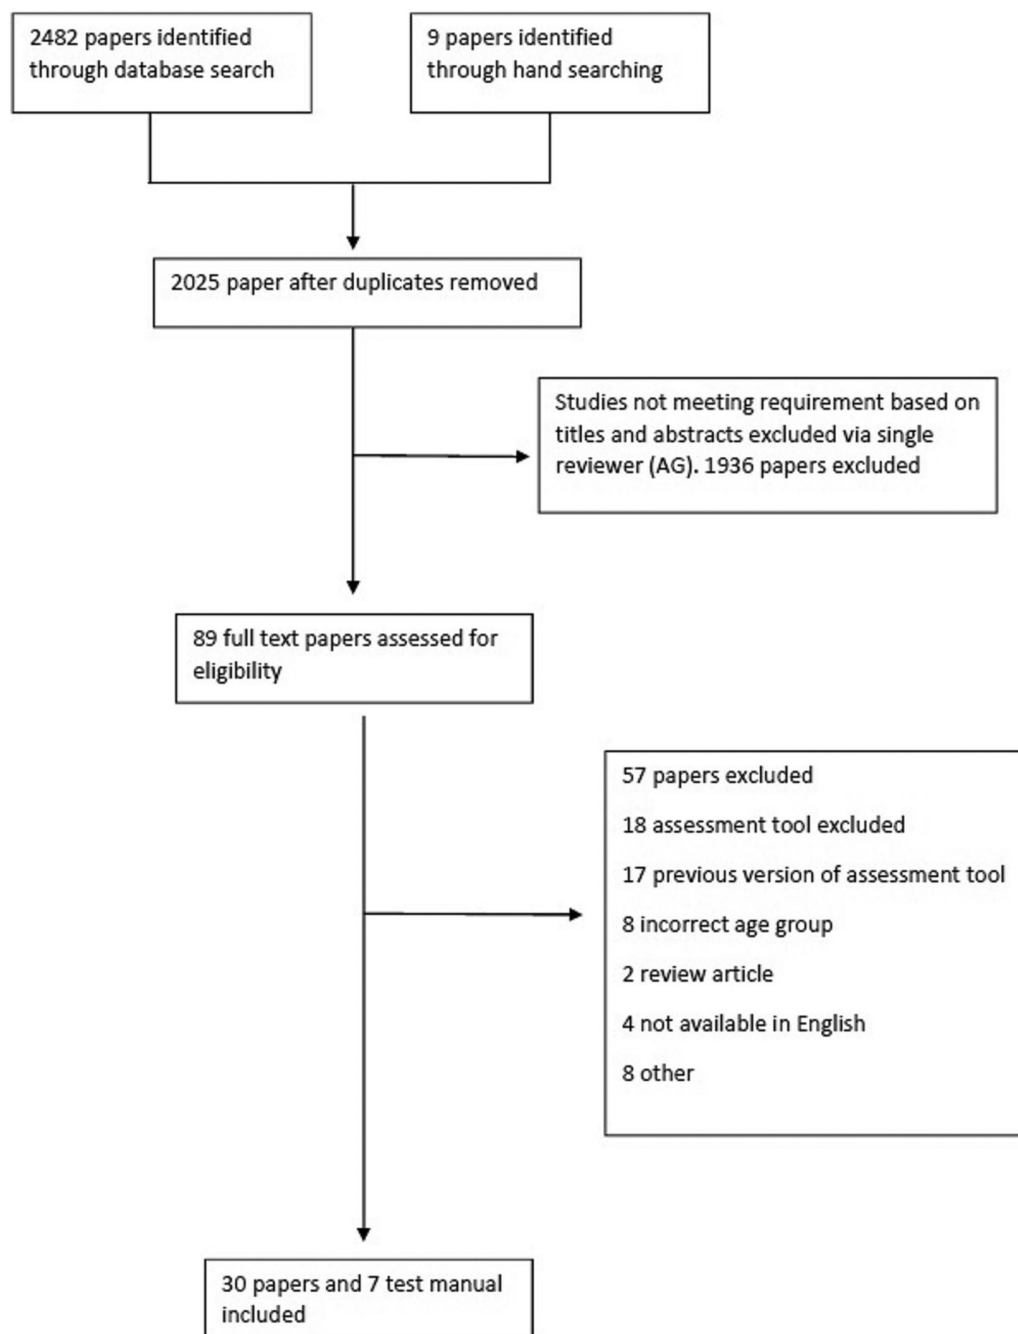 2482 papers identified
through database search
9 papers identified
through hand searching
2025 paper after duplicates removed
Studies not meeting requirement based on
titles and abstracts excluded via single
reviewer (AG). 1936 papers excluded
89 full text papers assessed for
eligibility
57 papers excluded
18 assessment tool excluded
17 previous version of assessment tool
8 incorrect age group
2 review article
4 not available in English
8 other
30 papers and 7 test manual
included